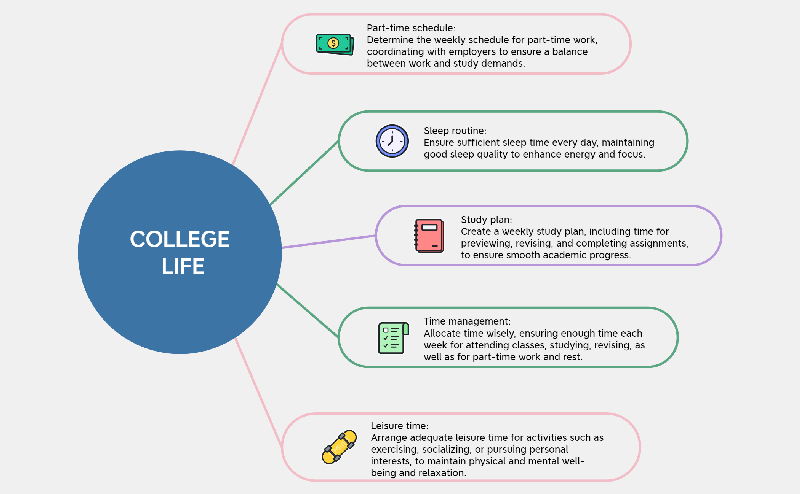 Part-time schedule:
Determine the weekly schedule for part-time work,
coordinating with employers to ensure a balance
between work and study demands.
Sleep routine:
Ensure sufficient sleep time every day, maintaining
good sleep quality to enhance energy and focus.
COLLEGE
LIFE
Study plan:
Create a weekly study plan, including time for
previewing, revising, and completing assignments,
to ensure smooth academic progress.
Time management:
Allocate time wisely, ensuring enough time each
week for attending classes, studying, revising, as
well as for part-time work and rest.
Leisure time:
Arrange adequate leisure time for activities such as
exercising, socializing, or pursuing personal
interests, to maintain physical and mental well-
being and relaxation.